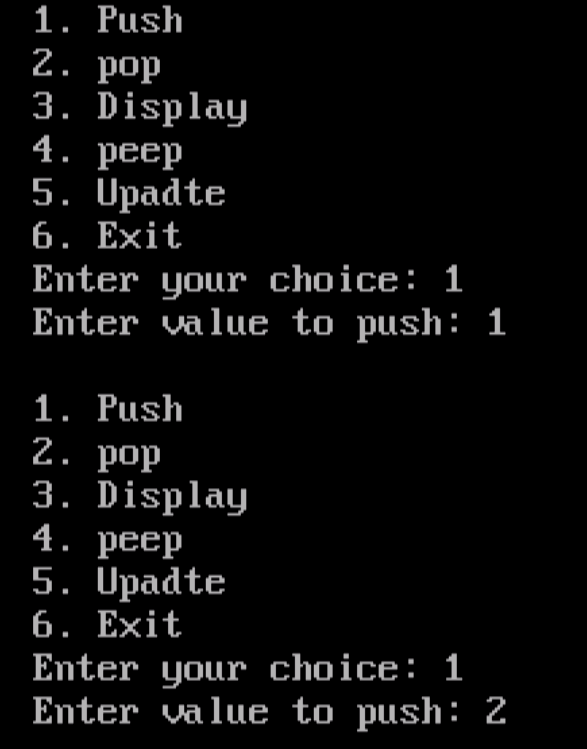 1. Push
2. pop
3. Display
4. peep
5. Upadte
6. Exit
Enter your choice: 1
Enter value to push: 1
1. Push
2. pop
3. Display
4. peep
5. Upadte
6. Exit
Enter your choice: 1
Enter value to push: 2